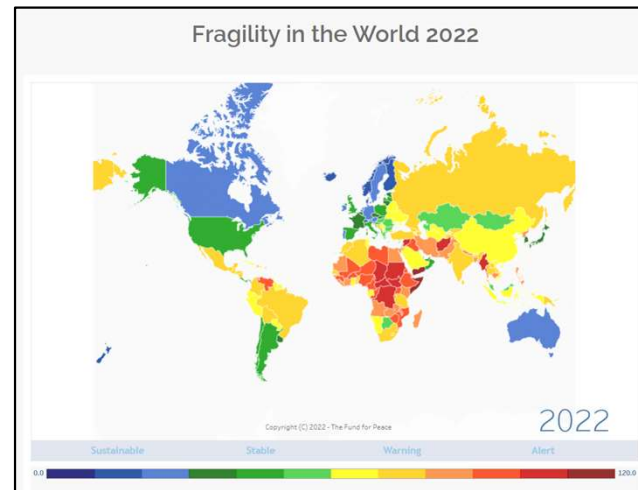 Fragility in the World 2022
Copyright (C) 2022 - The Fund for Peace
2022
Sustainable Stable Warning Alert
0.0 120.0